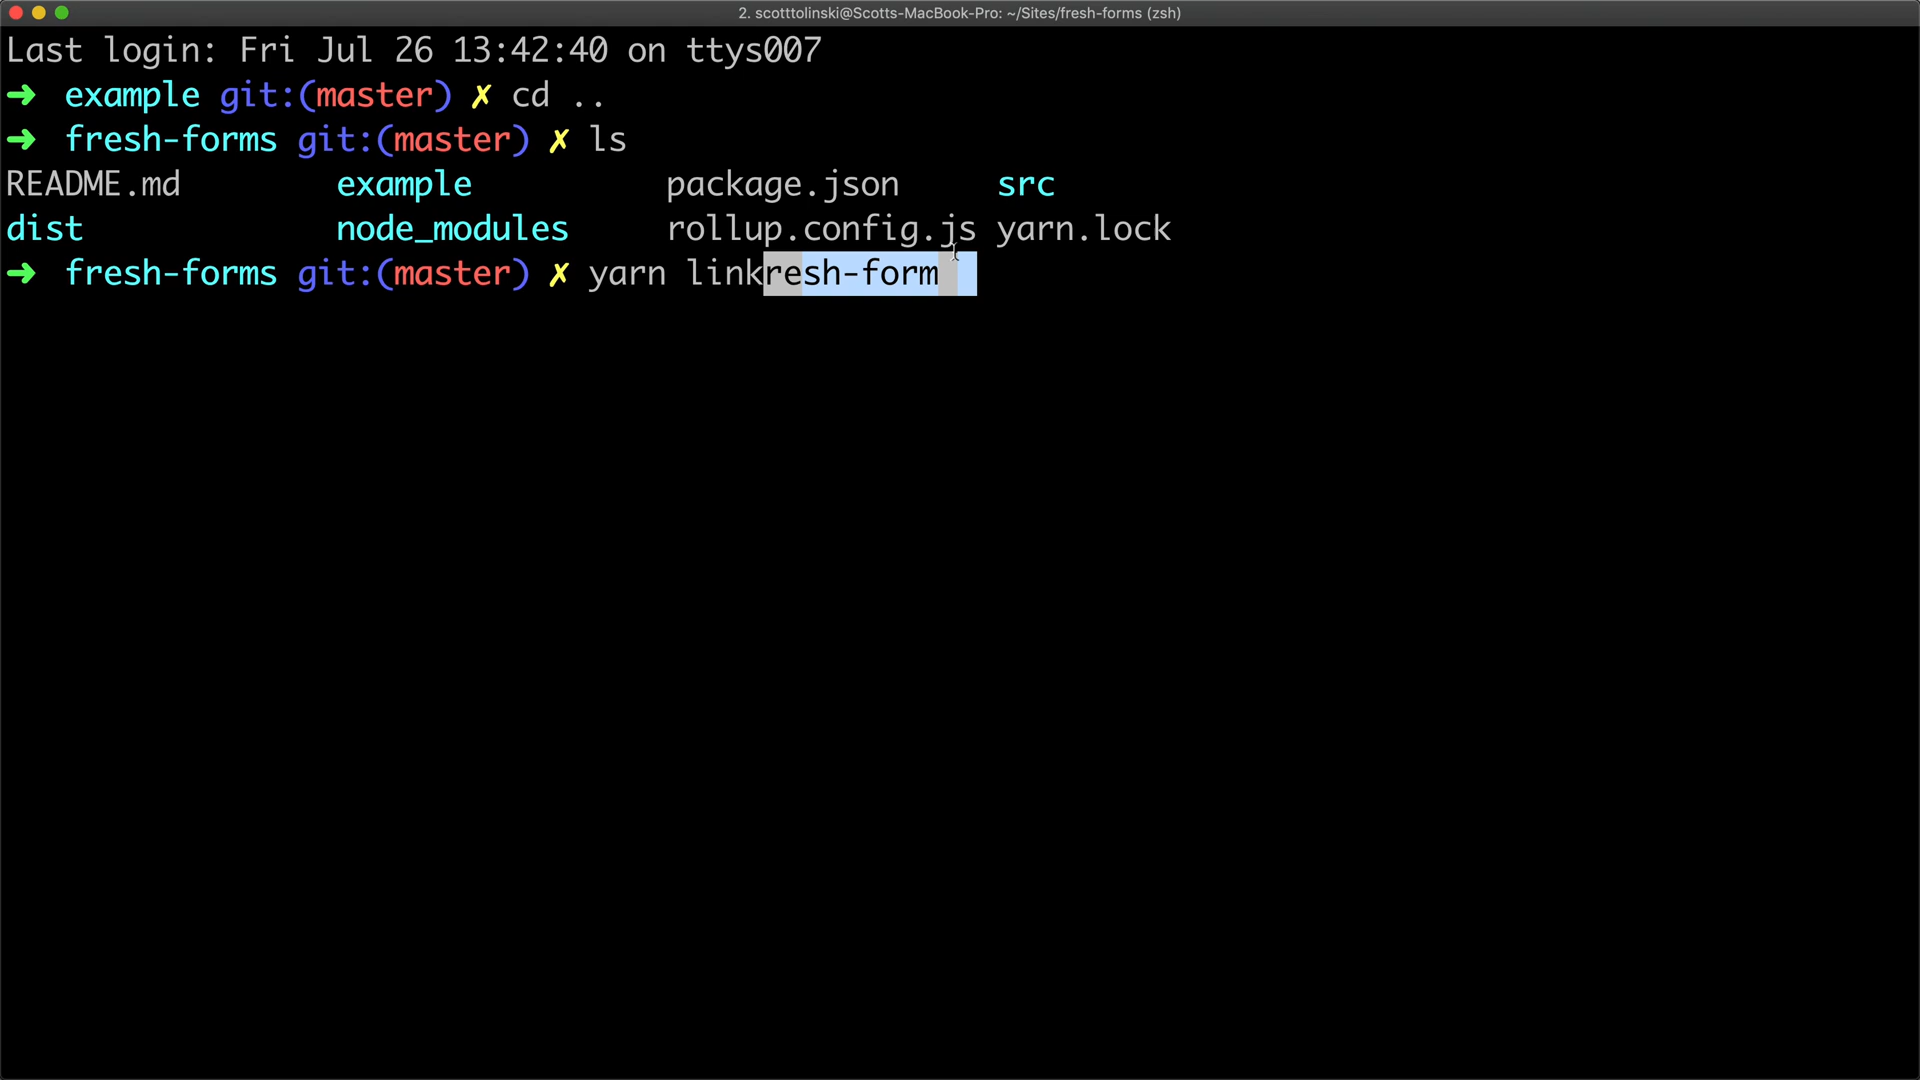 2. scotttolinski@Scotts-MacBook-Pro: ~/Sites/fresh-forms (zsh)
Last login: Fri Jul 26 13:42:40 on ttys007
➜ example git:(master) ✗ cd ..
➜ fresh-forms git:(master) ✗ ls
README.md example package.json src
dist node_modules rollup.config.js yarn.lock
➜ fresh-forms git:(master) ✗ yarn linkresh-form